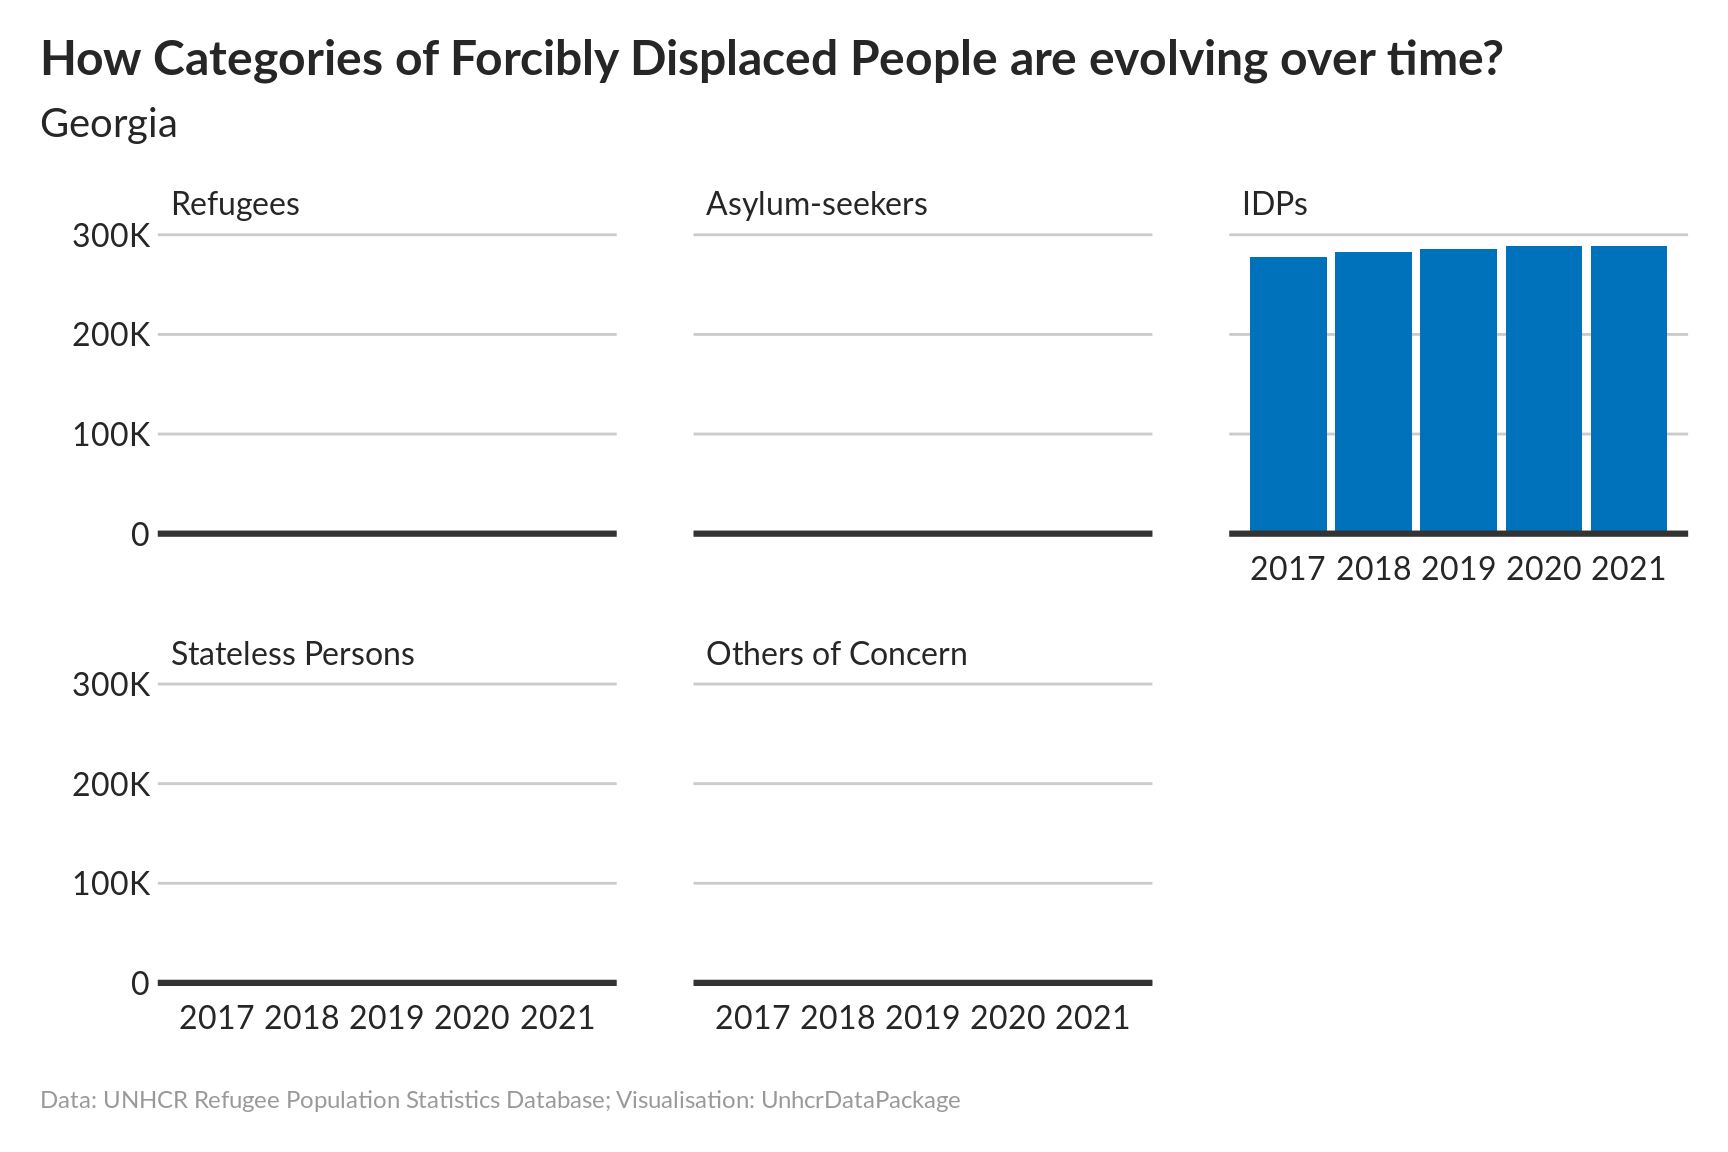 How Categories of Forcibly Displaced People are evolving over time?
Georgia
Refugees
Asylum-seekers
IDPs
300K
200K
100K
0
2017 2018 2019 2020 2021
Stateless Persons
Others of Concern
300K
200K
100K
0
2017 2018 2019 2020 2021
2017 2018 2019 2020 2021
Data: UNHCR Refugee Population Statistics Database; Visualisation: UnhcrDataPackage